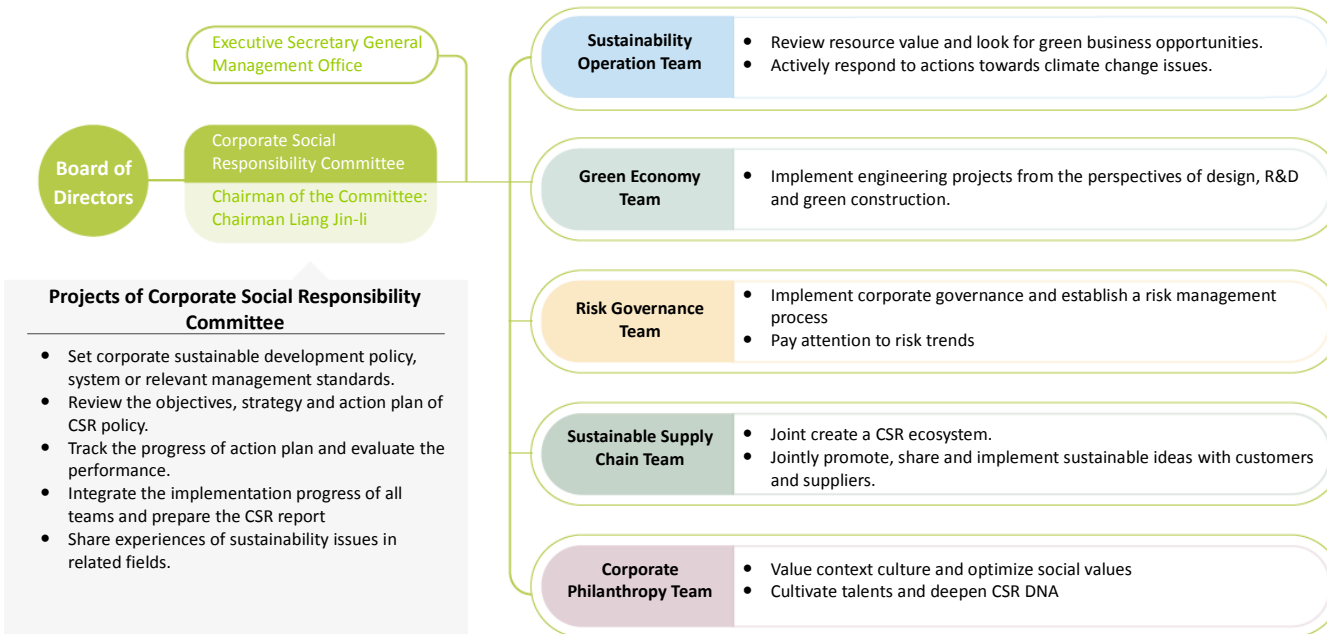 Executive Secretary General
Management Office
Board of
Directors
Corporate Social
Responsibility Committee
Chairman of the Committee:
Chairman Liang Jin-li
Projects of Corporate Social Responsibility
Committee
• Set corporate sustainable development policy,
system or relevant management standards.
• Review the objectives, strategy and action plan of
CSR policy.
• Track the progress of action plan and evaluate the
performance.
• Integrate the implementation progress of all
teams and prepare the CSR report
• Share experiences of sustainability issues in
related fields.
Sustainability
Operation Team
• Review resource value and look for green business opportunities.
• Actively respond to actions towards climate change issues.
Green Economy
Team
• Implement engineering projects from the perspectives of design, R&D
and green construction.
Risk Governance
Team
• Implement corporate governance and establish a risk management
process
• Pay attention to risk trends
Sustainable Supply
Chain Team
• Joint create a CSR ecosystem.
• Jointly promote, share and implement sustainable ideas with customers
and suppliers.
Corporate
Philanthropy Team
• Value context culture and optimize social values
• Cultivate talents and deepen CSR DNA